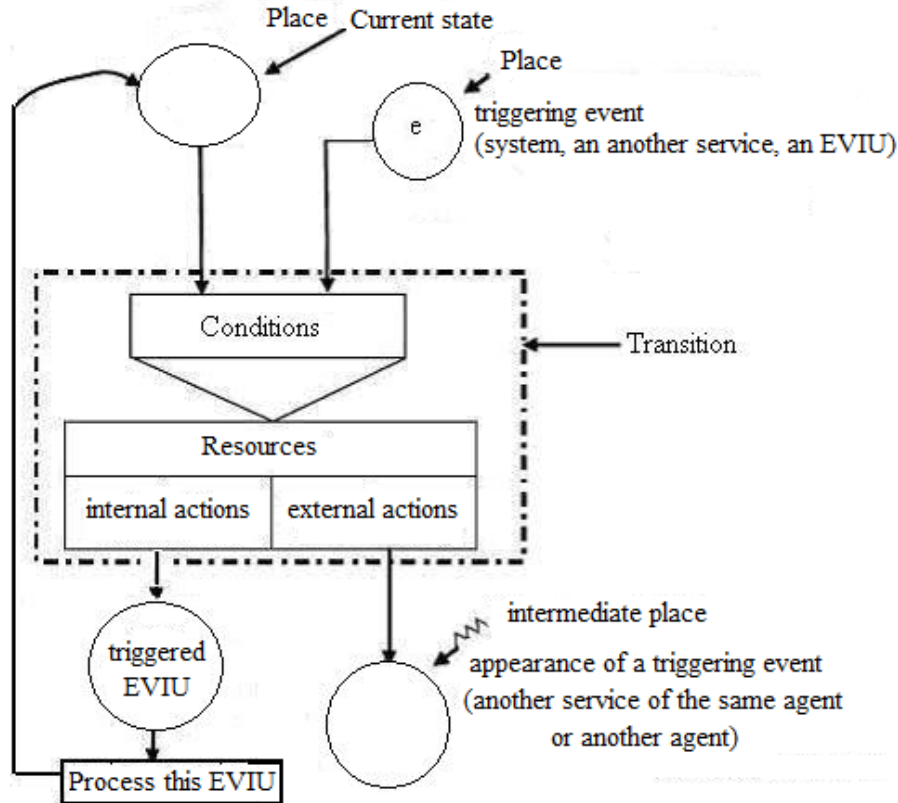 Place Current state
Place
e
triggering event
(system, an another service, an EVIU)
Conditions
Transition
Resources
internal actions
external actions
intermediate place
triggered
EVIU
appearance of a triggering event
(another service of the same agent
or another agent)
Process this EVIU